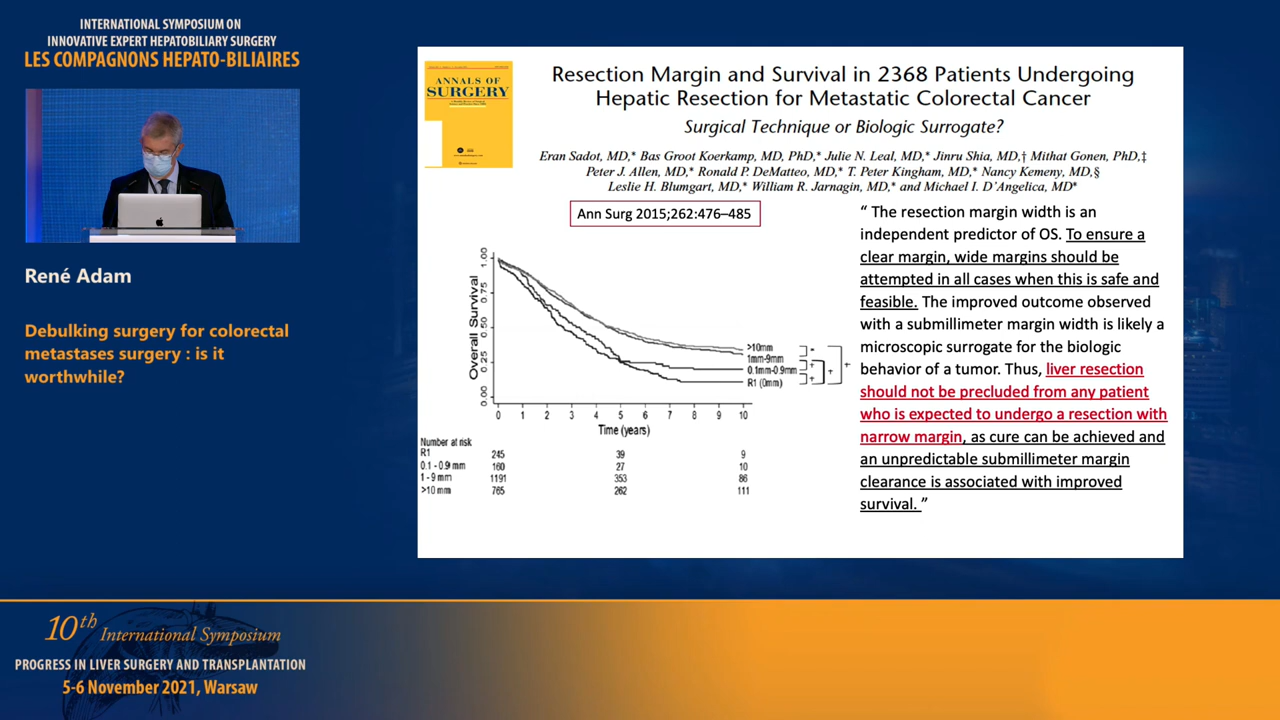 INTERNATIONAL SYMPOSIUM ON
INNOVATIVE EXPERT HEPATOBILIARY SURGERY
LES COMPAGNONS HEPATO-BILIAIRES
René Adam
Debulking surgery for colorectal
metastases surgery : is it
worthwhile?
ANNALS OF
SURGERY
Resection Margin and Survival in 2368 Patients Undergoing
Hepatic Resection for Metastatic Colorectal Cancer
Surgical Technique or Biologic Surrogate?
Eran Sadot, MD,* Bas Groot Koerkamp, MD, PhD,* Julie N. Leal, MD,* Jinru Shia, MD,† Mithat Gonen, PhD,‡
Peter J. Allen, MD,* Ronald P. DeMatteo, MD,* T. Peter Kingham, MD,* Nancy Kemeny, MD,§
Leslie H. Blumgart, MD,* William R. Jarnagin, MD,* and Michael I. D’Angelica, MD*
Ann Surg 2015;262:476–485
Overall Survival
1.00
0.75
0.50
0.25
0.00
>10mm
1mm-9mm
0.1mm-0.9mm
R1 (0mm)
0 1 2 3 4 5 6 7 8 9 10
Time (years)
Number at risk
R1 245 39 9
0.1 - 0.9 mm 160 27 10
1 - 9 mm 1191 353 86
>10 mm 765 262 111
“ The resection margin width is an
independent predictor of OS. To ensure a
clear margin, wide margins should be
attempted in all cases when this is safe and
feasible. The improved outcome observed
with a submillimeter margin width is likely a
microscopic surrogate for the biologic
behavior of a tumor. Thus, liver resection
should not be precluded from any patient
who is expected to undergo a resection with
narrow margin, as cure can be achieved and
an unpredictable submillimeter margin
clearance is associated with improved
survival. ”
10th International Symposium
PROGRESS IN LIVER SURGERY AND TRANSPLANTATION
5-6 November 2021, Warsaw